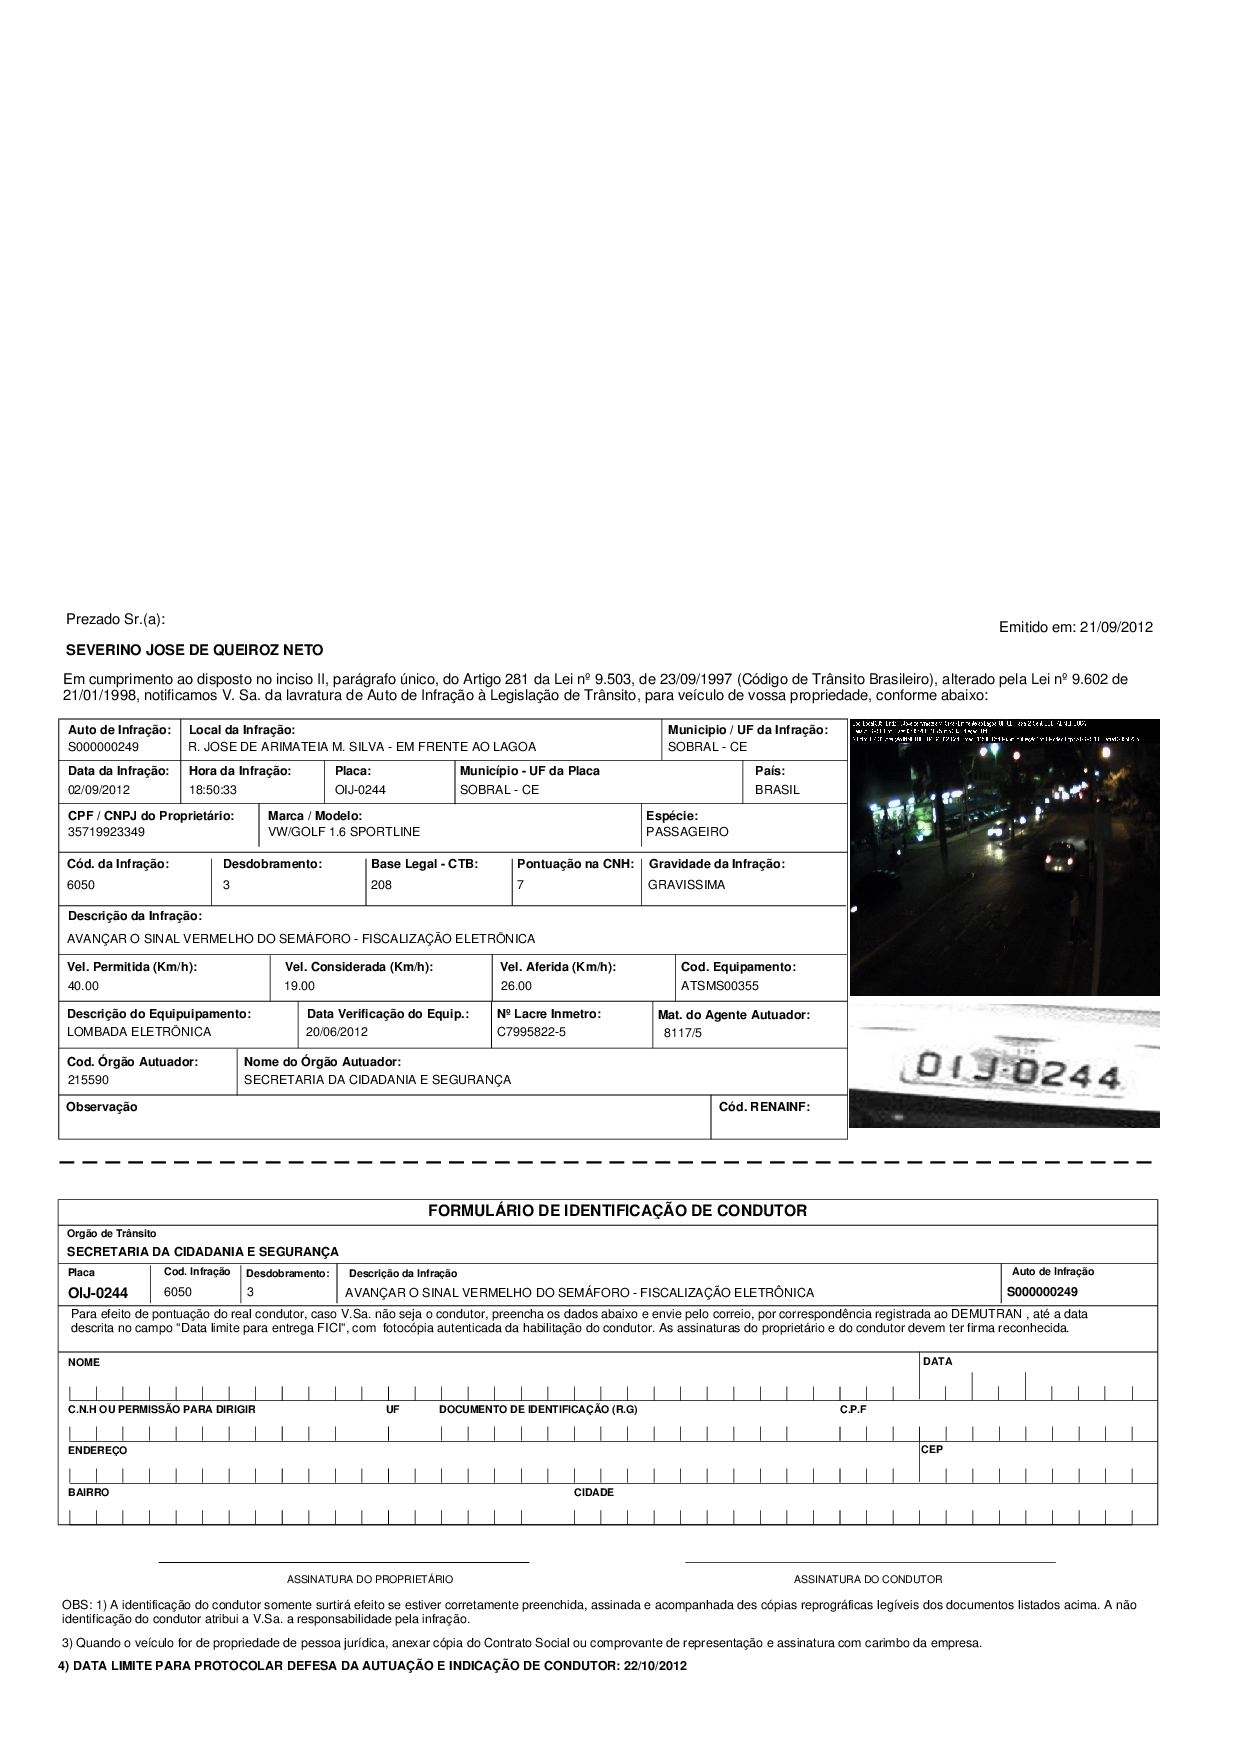 Prezado Sr.(a):
Emitido em: 21/09/2012
SEVERINO JOSE DE QUEIROZ NETO
Em cumprimento ao disposto no inciso II, parágrafo único, do Artigo 281 da Lei nº 9.503, de 23/09/1997 (Código de Trânsito Brasileiro), alterado pela Lei nº 9.602 de
21/01/1998, notificamos V. Sa. da lavratura de Auto de Infração à Legislação de Trânsito, para veículo de vossa propriedade, conforme abaixo:
Auto de Infração: Local da Infração: Municipio / UF da Infração:
S000000249 R. JOSE DE ARIMATEIA M. SILVA - EM FRENTE AO LAGOA SOBRAL - CE
Data da Infração: Hora da Infração: Placa: Município - UF da Placa País:
02/09/2012 18:50:33 OIJ-0244 SOBRAL - CE BRASIL
CPF / CNPJ do Proprietário: Marca / Modelo: Espécie:
35719923349 VW/GOLF 1.6 SPORTLINE PASSAGEIRO
Cód. da Infração: Desdobramento: Base Legal - CTB: Pontuação na CNH: Gravidade da Infração:
6050 3 208 7 GRAVISSIMA
Descrição da Infração:
AVANÇAR O SINAL VERMELHO DO SEMÁFORO - FISCALIZAÇÃO ELETRÔNICA
Vel. Permitida (Km/h): Vel. Considerada (Km/h): Vel. Aferida (Km/h): Cod. Equipamento:
40.00 19.00 26.00 ATSMS00355
Descrição do Equipuipamento: Data Verificação do Equip.: Nº Lacre Inmetro: Mat. do Agente Autuador:
LOMBADA ELETRÔNICA 20/06/2012 C7995822-5 8117/5
OIJ-0244
Cod. Órgão Autuador: Nome do Órgão Autuador:
215590 SECRETARIA DA CIDADANIA E SEGURANÇA
Observação Cód. RENAINF:
FORMULÁRIO DE IDENTIFICAÇÃO DE CONDUTOR
Orgão de Trânsito
SECRETARIA DA CIDADANIA E SEGURANÇA
Placa Cod. Infração Desdobramento: Descrição da Infração Auto de Infração
OIJ-0244 6050 3 AVANÇAR O SINAL VERMELHO DO SEMÁFORO - FISCALIZAÇÃO ELETRÔNICA S000000249
Para efeito de pontuação do real condutor, caso V.Sa. não seja o condutor, preencha os dados abaixo e envie pelo correio, por correspondência registrada ao DEMUTRAN , até a data
descrita no campo "Data limite para entrega FICI", com fotocópia autenticada da habilitação do condutor. As assinaturas do proprietário e do condutor devem ter firma reconhecida.
NOME DATA
C.N.H OU PERMISSÃO PARA DIRIGIR UF DOCUMENTO DE IDENTIFICAÇÃO (R.G) C.P.F
ENDEREÇO CEP
BAIRRO CIDADE
ASSINATURA DO PROPRIETÁRIO ASSINATURA DO CONDUTOR
OBS: 1) A identificação do condutor somente surtirá efeito se estiver corretamente preenchida, assinada e acompanhada des cópias reprográficas legíveis dos documentos listados acima. A não
identificação do condutor atribui a V.Sa. a responsabilidade pela infração.
3) Quando o veículo for de propriedade de pessoa jurídica, anexar cópia do Contrato Social ou comprovante de representação e assinatura com carimbo da empresa.
4) DATA LIMITE PARA PROTOCOLAR DEFESA DA AUTUAÇÃO E INDICAÇÃO DE CONDUTOR: 22/10/2012